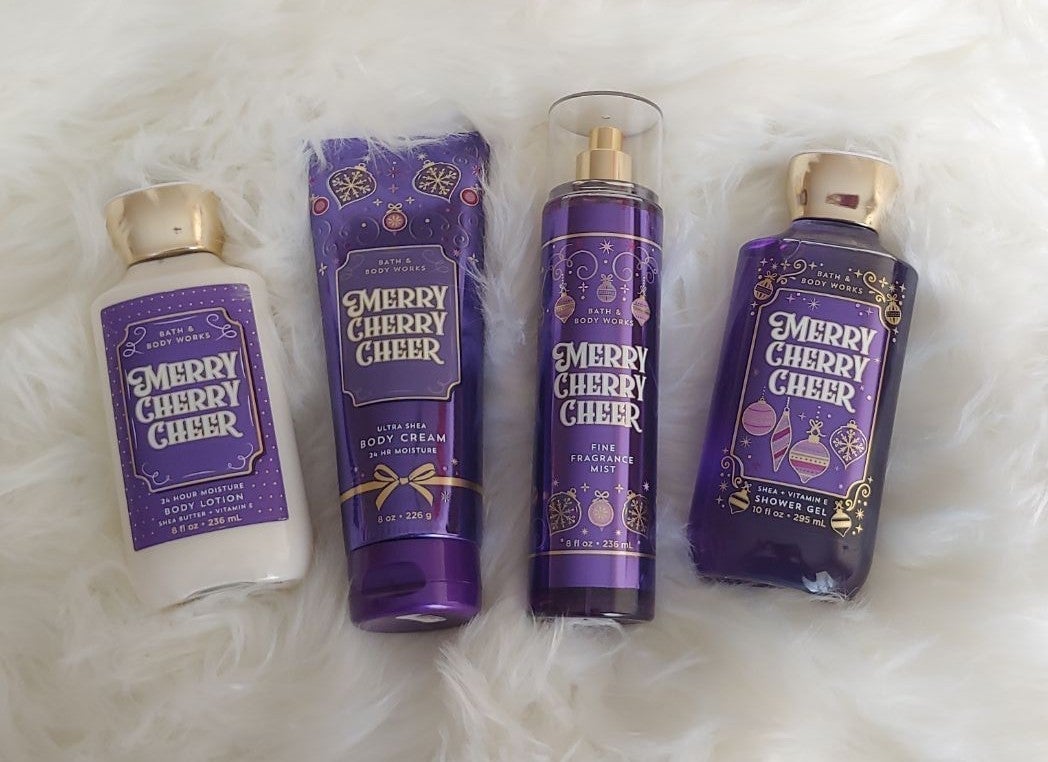 BATH &
BODY WORKS
MERRY
CHERRY
CHEER
24 HOUR MOISTURE
BODY LOTION
SHEA BUTTER + VITAMIN E
8 fl oz • 236 mL
BATH &
BODY WORKS
MERRY
CHERRY
CHEER
ULTRA SHEA
BODY CREAM
24 HR MOISTURE
8 oz • 226 g
BATH &
BODY WORKS
MERRY
CHERRY
CHEER
FINE
FRAGRANCE
MIST
8 fl oz • 236 mL
BATH &
BODY WORKS
MERRY
CHERRY
CHEER
SHEA + VITAMIN E
SHOWER GEL
10 fl oz • 295 mL